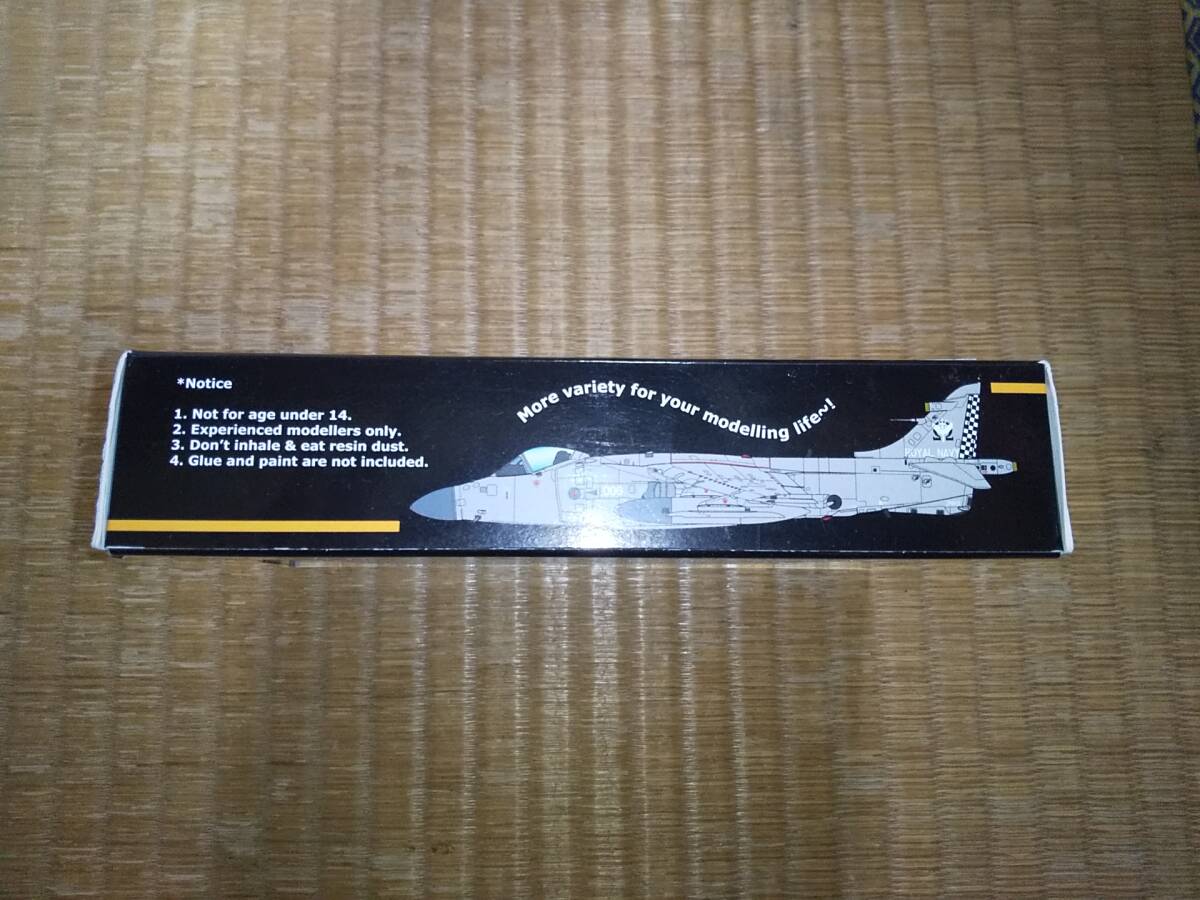 *Notice
1. Not for age under 14.
2. Experienced modellers only.
3. Don't inhale & eat resin dust.
4. Glue and paint are not included.
More variety for your modelling life~!
006
ROYAL NAVY